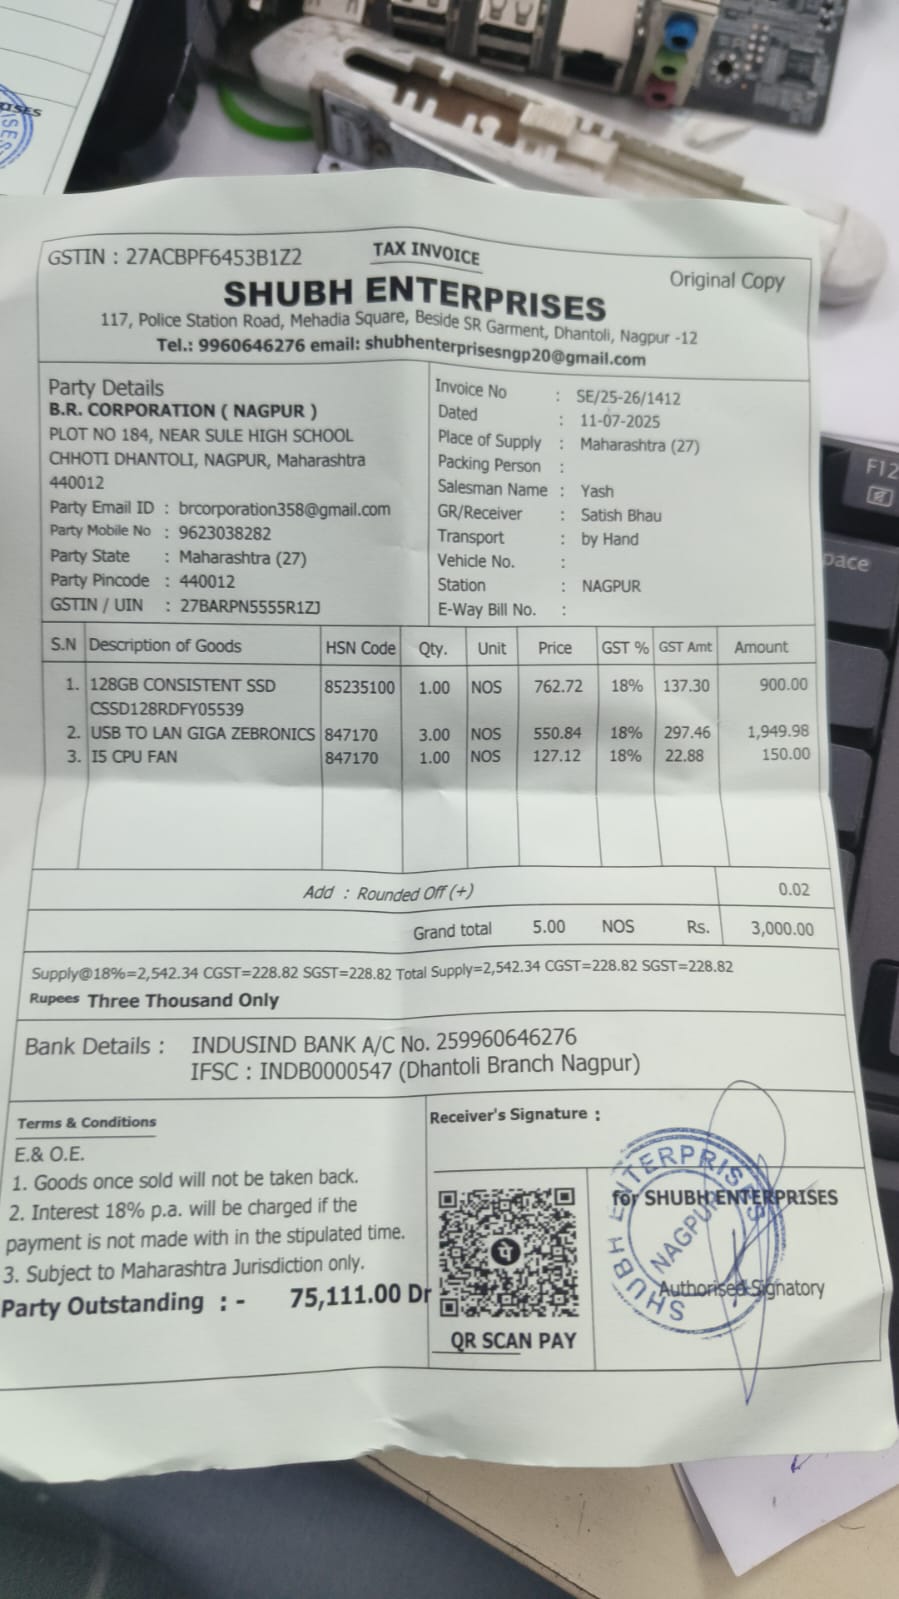 GSTIN : 27ACBPF6453B1Z2
TAX INVOICE
Original Copy
SHUBH ENTERPRISES
117, Police Station Road, Mehadia Square, Beside SR Garment, Dhantoli, Nagpur -12
Tel.: 9960646276 email: shubhenterprisesngp20@gmail.com
Party Details
B.R. CORPORATION ( NAGPUR )
PLOT NO 184, NEAR SULE HIGH SCHOOL
CHHOTI DHANTOLI, NAGPUR, Maharashtra
440012
Party Email ID : brcorporation358@gmail.com
Party Mobile No : 9623038282
Party State : Maharashtra (27)
Party Pincode : 440012
GSTIN / UIN : 27BARPN5555R1ZJ
Invoice No : SE/25-26/1412
Dated : 11-07-2025
Place of Supply : Maharashtra (27)
Packing Person :
Salesman Name : Yash
GR/Receiver : Satish Bhau
Transport : by Hand
Vehicle No. :
Station : NAGPUR
E-Way Bill No. :
S.N Description of Goods HSN Code Qty. Unit Price GST % GST Amt Amount
1. 128GB CONSISTENT SSD 85235100 1.00 NOS 762.72 18% 137.30 900.00
CSSD128RDFY05539
2. USB TO LAN GIGA ZEBRONICS 847170 3.00 NOS 550.84 18% 297.46 1,949.98
3. I5 CPU FAN 847170 1.00 NOS 127.12 18% 22.88 150.00
Add : Rounded Off (+) 0.02
Grand total 5.00 NOS Rs. 3,000.00
Supply@18%=2,542.34 CGST=228.82 SGST=228.82 Total Supply=2,542.34 CGST=228.82 SGST=228.82
Rupees Three Thousand Only
Bank Details : INDUSIND BANK A/C No. 259960646276
IFSC : INDB0000547 (Dhantoli Branch Nagpur)
Terms & Conditions
E.& O.E.
1. Goods once sold will not be taken back.
2. Interest 18% p.a. will be charged if the
payment is not made with in the stipulated time.
3. Subject to Maharashtra Jurisdiction only.
Party Outstanding : - 75,111.00 Dr
QR SCAN PAY
Receiver's Signature :
for SHUBH ENTERPRISES
Authorised Signatory
SHUBH ENTERPRISES
NAGPUR
F12